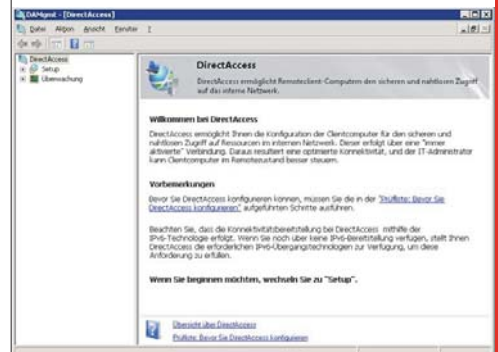 DAMgmt - [DirectAccess]
Datei Aktion Ansicht Fenster ?
DirectAccess
Setup
Überwachung
DirectAccess
DirectAccess ermöglicht Remoteclient-Computern den sicheren und nahtlosen Zugriff
auf das interne Netzwerk.
Willkommen bei DirectAccess
DirectAccess ermöglicht Ihnen die Konfiguration der Clientcomputer für den sicheren und
nahtlosen Zugriff auf Ressourcen im internen Netzwerk. Dieser erfolgt über eine "immer
aktivierte" Verbindung. Daraus resultiert eine optimierte Konnektivität, und der IT-Administrator
kann Clientcomputer im Remotezustand besser steuern.
Vorbemerkungen
Bevor Sie DirectAccess konfigurieren können, müssen Sie die in der "Prüfliste: Bevor Sie
DirectAccess konfigurieren" aufgeführten Schritte ausführen.
Beachten Sie, dass die Konnektivitätsbereitstellung bei DirectAccess mithilfe der
IPv6-Technologie erfolgt. Wenn Sie noch über keine IPv6-Bereitstellung verfügen, stellt Ihnen
DirectAccess die erforderlichen IPv6-Übergangstechnologien zur Verfügung, um diese
Anforderung zu erfüllen.
Wenn Sie beginnen möchten, wechseln Sie zu "Setup".
Übersicht über DirectAccess
Prüfliste: Bevor Sie DirectAccess konfigurieren